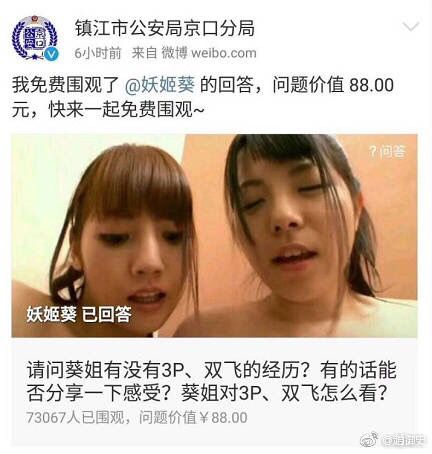 镇江市公安局京口分局
6小时前 来自 微博 weibo.com
我免费围观了 @妖姬葵 的回答，问题价值 88.00
元，快来一起免费围观~
? 问答
妖姬葵 已回答
请问葵姐有没有3P、双飞的经历？有的话能
否分享一下感受？葵姐对3P、双飞怎么看？
73067人已围观，问题价值￥88.00